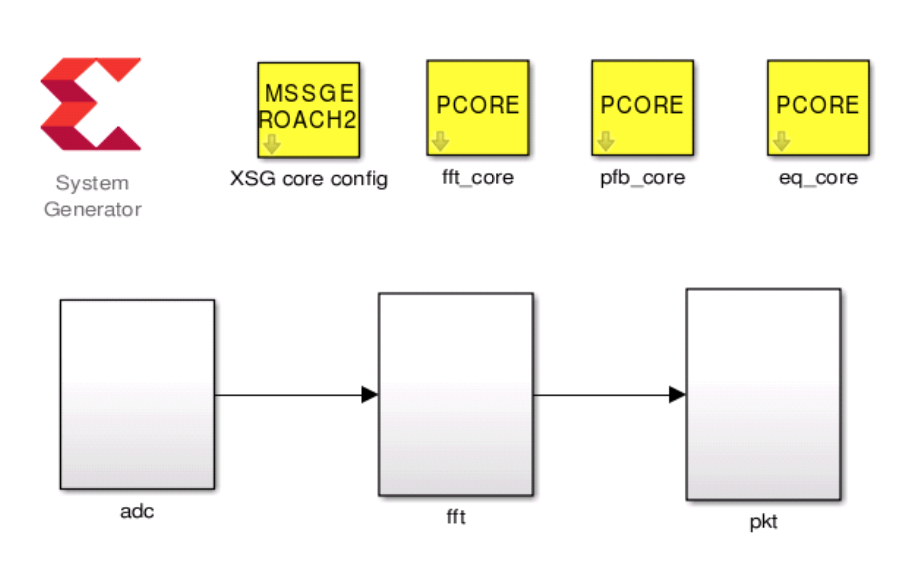 MSSGE
ROACH2
PCORE
PCORE
PCORE
System
Generator
XSG core config
fft_core
pfb_core
eq_core
adc
fft
pkt